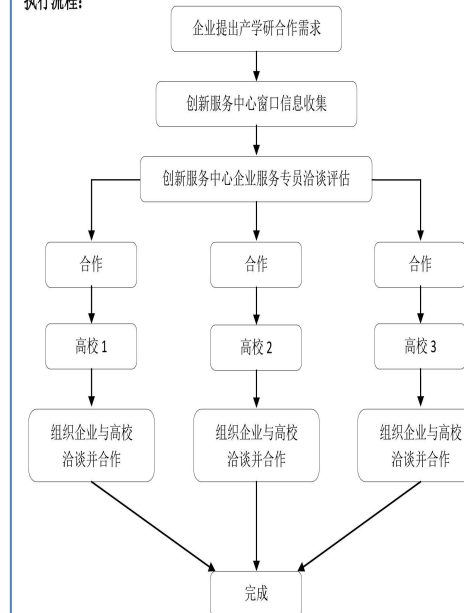 执行流程:
企业提出产学研合作需求
创新服务中心窗口信息收集
创新服务中心企业服务专员洽谈评估
合作
合作
合作
高校 1
高校 2
高校 3
组织企业与高校
洽谈并合作
组织企业与高校
洽谈并合作
组织企业与高校
洽谈并合作
完成